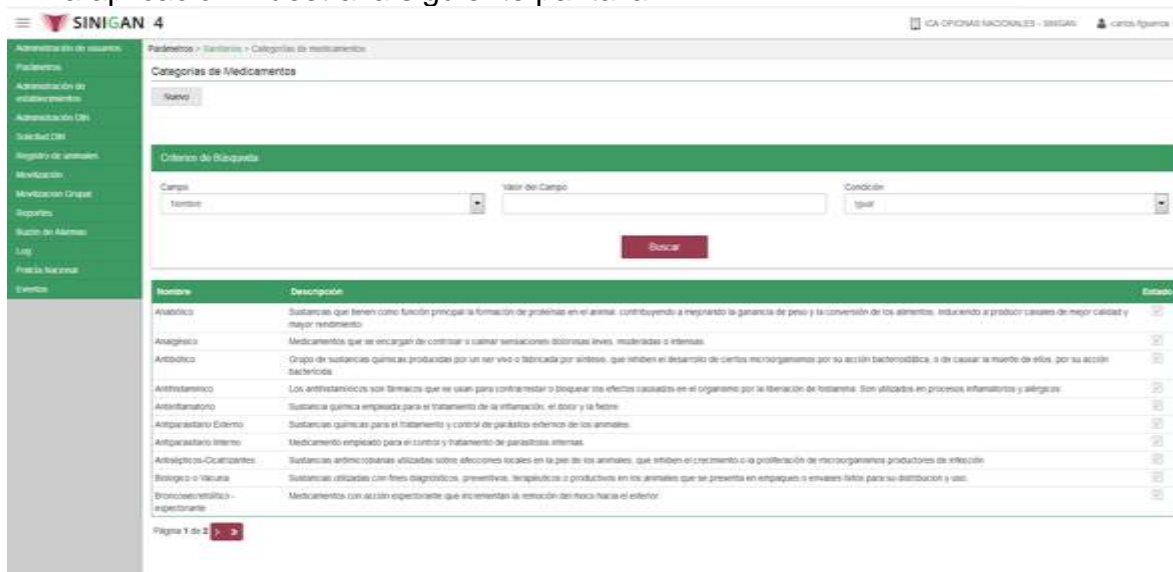 SINIGAN 4
ICA OFICINAS NACIONALES - SINIGAN
carlos figueroa
Administración de usuarios
Parámetros
Administración de establecimientos
Administración DIN
Solicitud DIN
Registro de animales
Movilización
Movilización Grupal
Reportes
Buzón de Alarmas
Log
Policía Nacional
Eventos
Parámetros > Sanitarios > Categorías de medicamentos
Categorías de Medicamentos
Nuevo
Criterios de Búsqueda
Campo Valor del Campo Condición
Nombre Igual
Buscar
Nombre Descripción Estado
Anabólico Sustancias que tienen como función principal la formación de proteínas en el animal, contribuyendo a mejorando la ganancia de peso y la conversión de los alimentos, induciendo a producir canales de mejor calidad y
mayor rendimiento
Analgésico Medicamentos que se encargan de controlar o calmar sensaciones dolorosas leves, moderadas o intensas.
Antibiótico Grupo de sustancias químicas producidas por un ser vivo o fabricada por síntesis, que inhiben el desarrollo de ciertos microorganismos por su acción bacteriostática, o de causar la muerte de ellos, por su acción
bactericida
Antihistamínico Los antihistamínicos son fármacos que se usan para contrarrestar o bloquear los efectos causados en el organismo por la liberación de histamina. Son utilizados en procesos inflamatorios y alérgicos
Antiinflamatorio Sustancia química empleada para el tratamiento de la inflamación, el dolor y la fiebre
Antiparasitario Externo Sustancias químicas para el tratamiento y control de parásitos externos de los animales
Antiparasitario Interno Medicamento empleado para el control y tratamiento de parasitosis internas
Antisépticos-Cicatrizantes Sustancias antimicrobianas utilizadas sobre afecciones locales en la piel de los animales, que inhiben el crecimiento o la proliferación de microorganismos productores de infección
Biológico o Vacuna Sustancias utilizadas con fines diagnósticos, preventivos, terapéuticos o productivos en los animales que se presenta en empaques o envases listos para su distribución y uso.
Broncosecretolítico - Medicamentos con acción expectorante que incrementan la remoción del moco hacia el exterior
expectorante
Página 1 de 2 > »